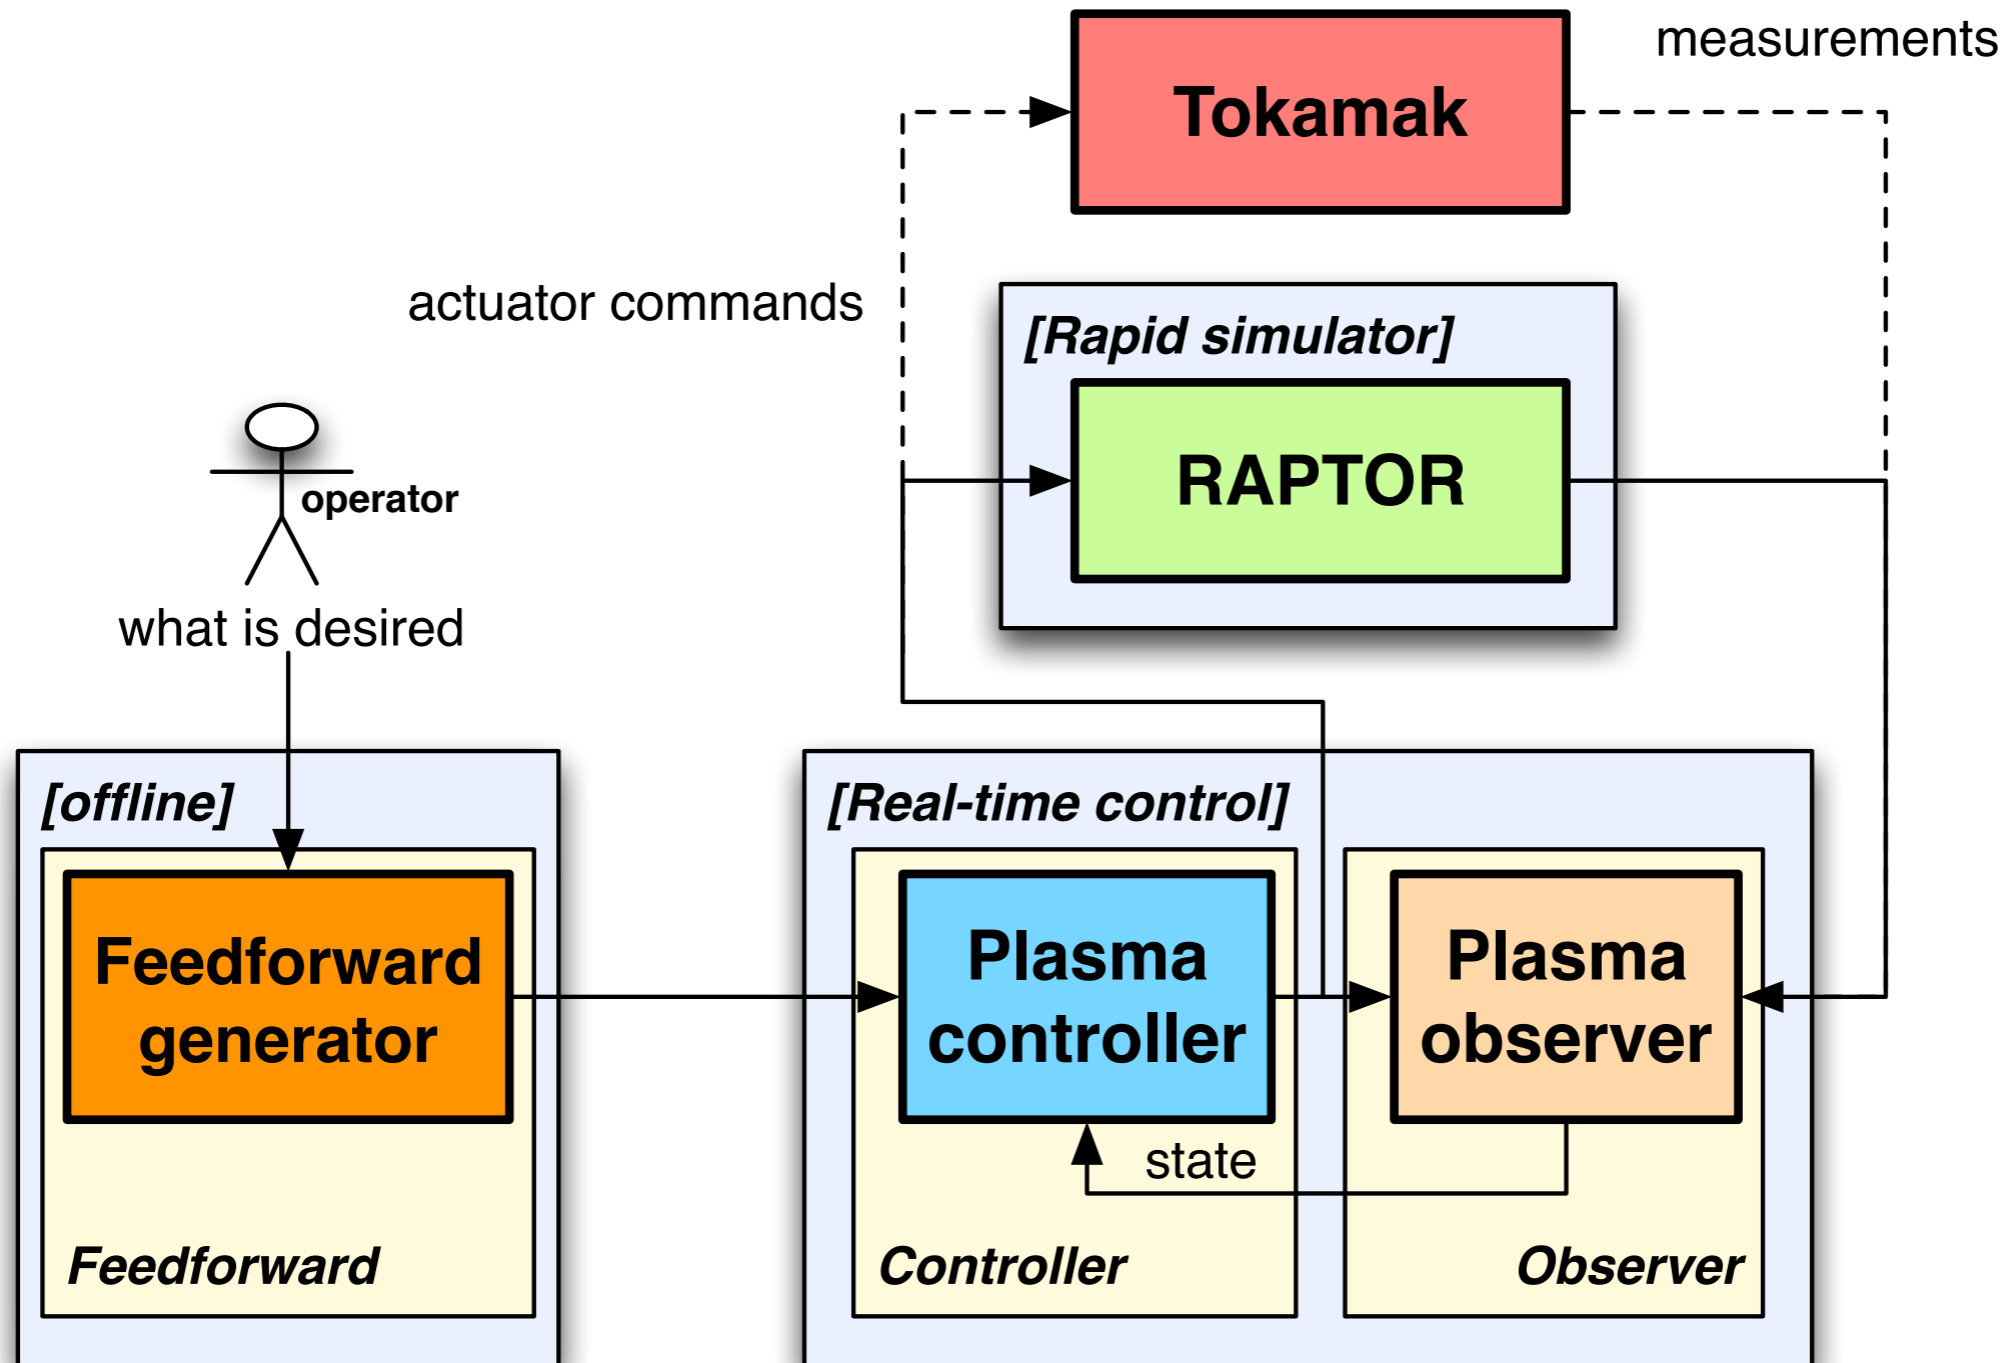 measurements
Tokamak
actuator commands
[Rapid simulator]
RAPTOR
operator
what is desired
[offline]
Feedforward
generator
Feedforward
[Real-time control]
Plasma
controller
Plasma
observer
state
Controller
Observer